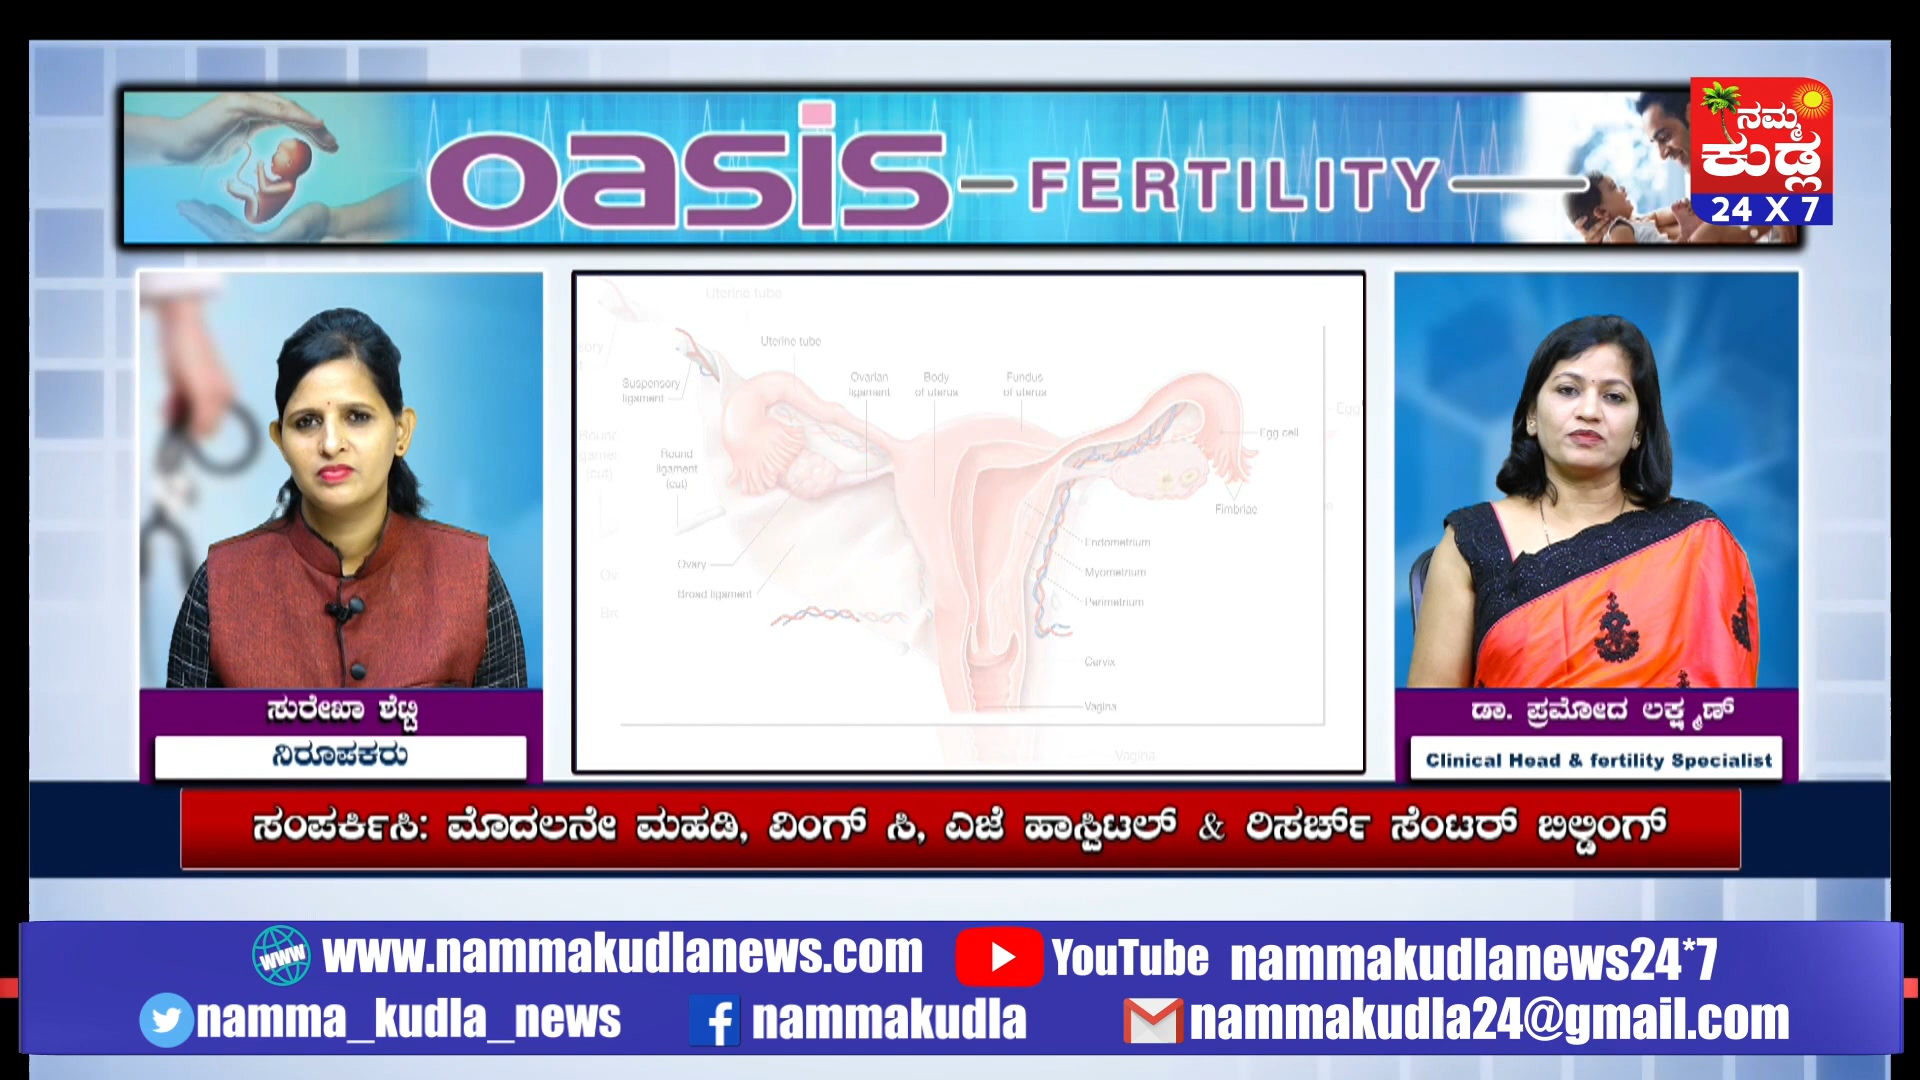 oasis FERTILITY
ನಮ್ಮ
ಕುಡ್ಲ
24 X 7
Uterine tube
Uterine tube
Suspensory
ligament
Ovarian
ligament
Body
of uterus
Fundus
of uterus
Egg cell
Round
ligament
(cut)
Fimbriae
Endometrium
Ovary
Myometrium
Broad ligament
Perimetrium
Cervix
Vagina
Vagina
ಸುರೇಖಾ ಶೆಟ್ಟಿ
ನಿರೂಪಕರು
ಡಾ. ಪ್ರಮೋದ ಲಕ್ಷ್ಮಣ್
Clinical Head & fertility Specialist
ಸಂಪರ್ಕಿಸಿ: ಮೊದಲನೇ ಮಹಡಿ, ವಿಂಗ್ ಸಿ, ಎಜೆ ಹಾಸ್ಪಿಟಲ್ & ರಿಸರ್ಚ್ ಸೆಂಟರ್ ಬಿಲ್ಡಿಂಗ್
www www.nammakudlanews.com YouTube nammakudlanews24*7
namma_kudla_news f nammakudla nammakudla24@gmail.com